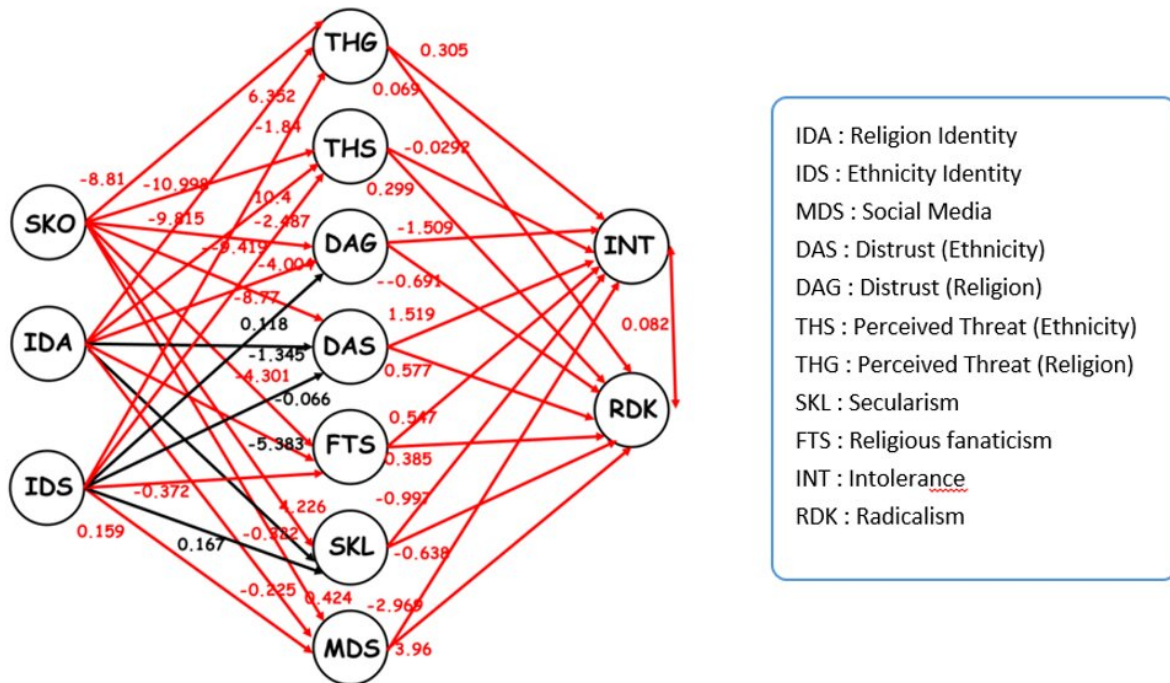 THG
0.305
6.352
0.069
-1.84
THS
-0.0292
-8.81
-10.998
0.299
10.4
SKO
-9.815
-2.487
-1.509
--9.419
DAG
INT
-4.004
--0.691
-8.77
0.118
1.519
0.082
IDA
-1.345
DAS
-4.301
0.577
-0.066
RDK
0.547
-5.383
FTS
0.385
IDS
-0.372
-0.997
0.159
4.226
-0.382
0.167
SKL
-0.638
-0.225
0.424
-2.969
MDS
3.96
IDA : Religion Identity
IDS : Ethnicity Identity
MDS : Social Media
DAS : Distrust (Ethnicity)
DAG : Distrust (Religion)
THS : Perceived Threat (Ethnicity)
THG : Perceived Threat (Religion)
SKL : Secularism
FTS : Religious fanaticism
INT : Intolerance
RDK : Radicalism